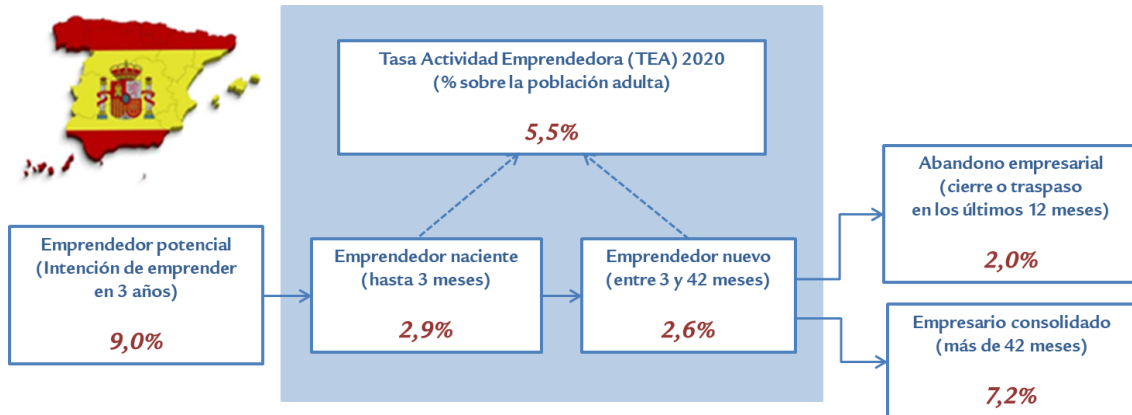 Tasa Actividad Emprendedora (TEA) 2020
(% sobre la población adulta)
5,5%
Emprendedor potencial
(Intención de emprender
en 3 años)
9,0%
Emprendedor naciente
(hasta 3 meses)
2,9%
Emprendedor nuevo
(entre 3 y 42 meses)
2,6%
Abandono empresarial
(cierre o traspaso
en los últimos 12 meses)
2,0%
Empresario consolidado
(más de 42 meses)
7,2%